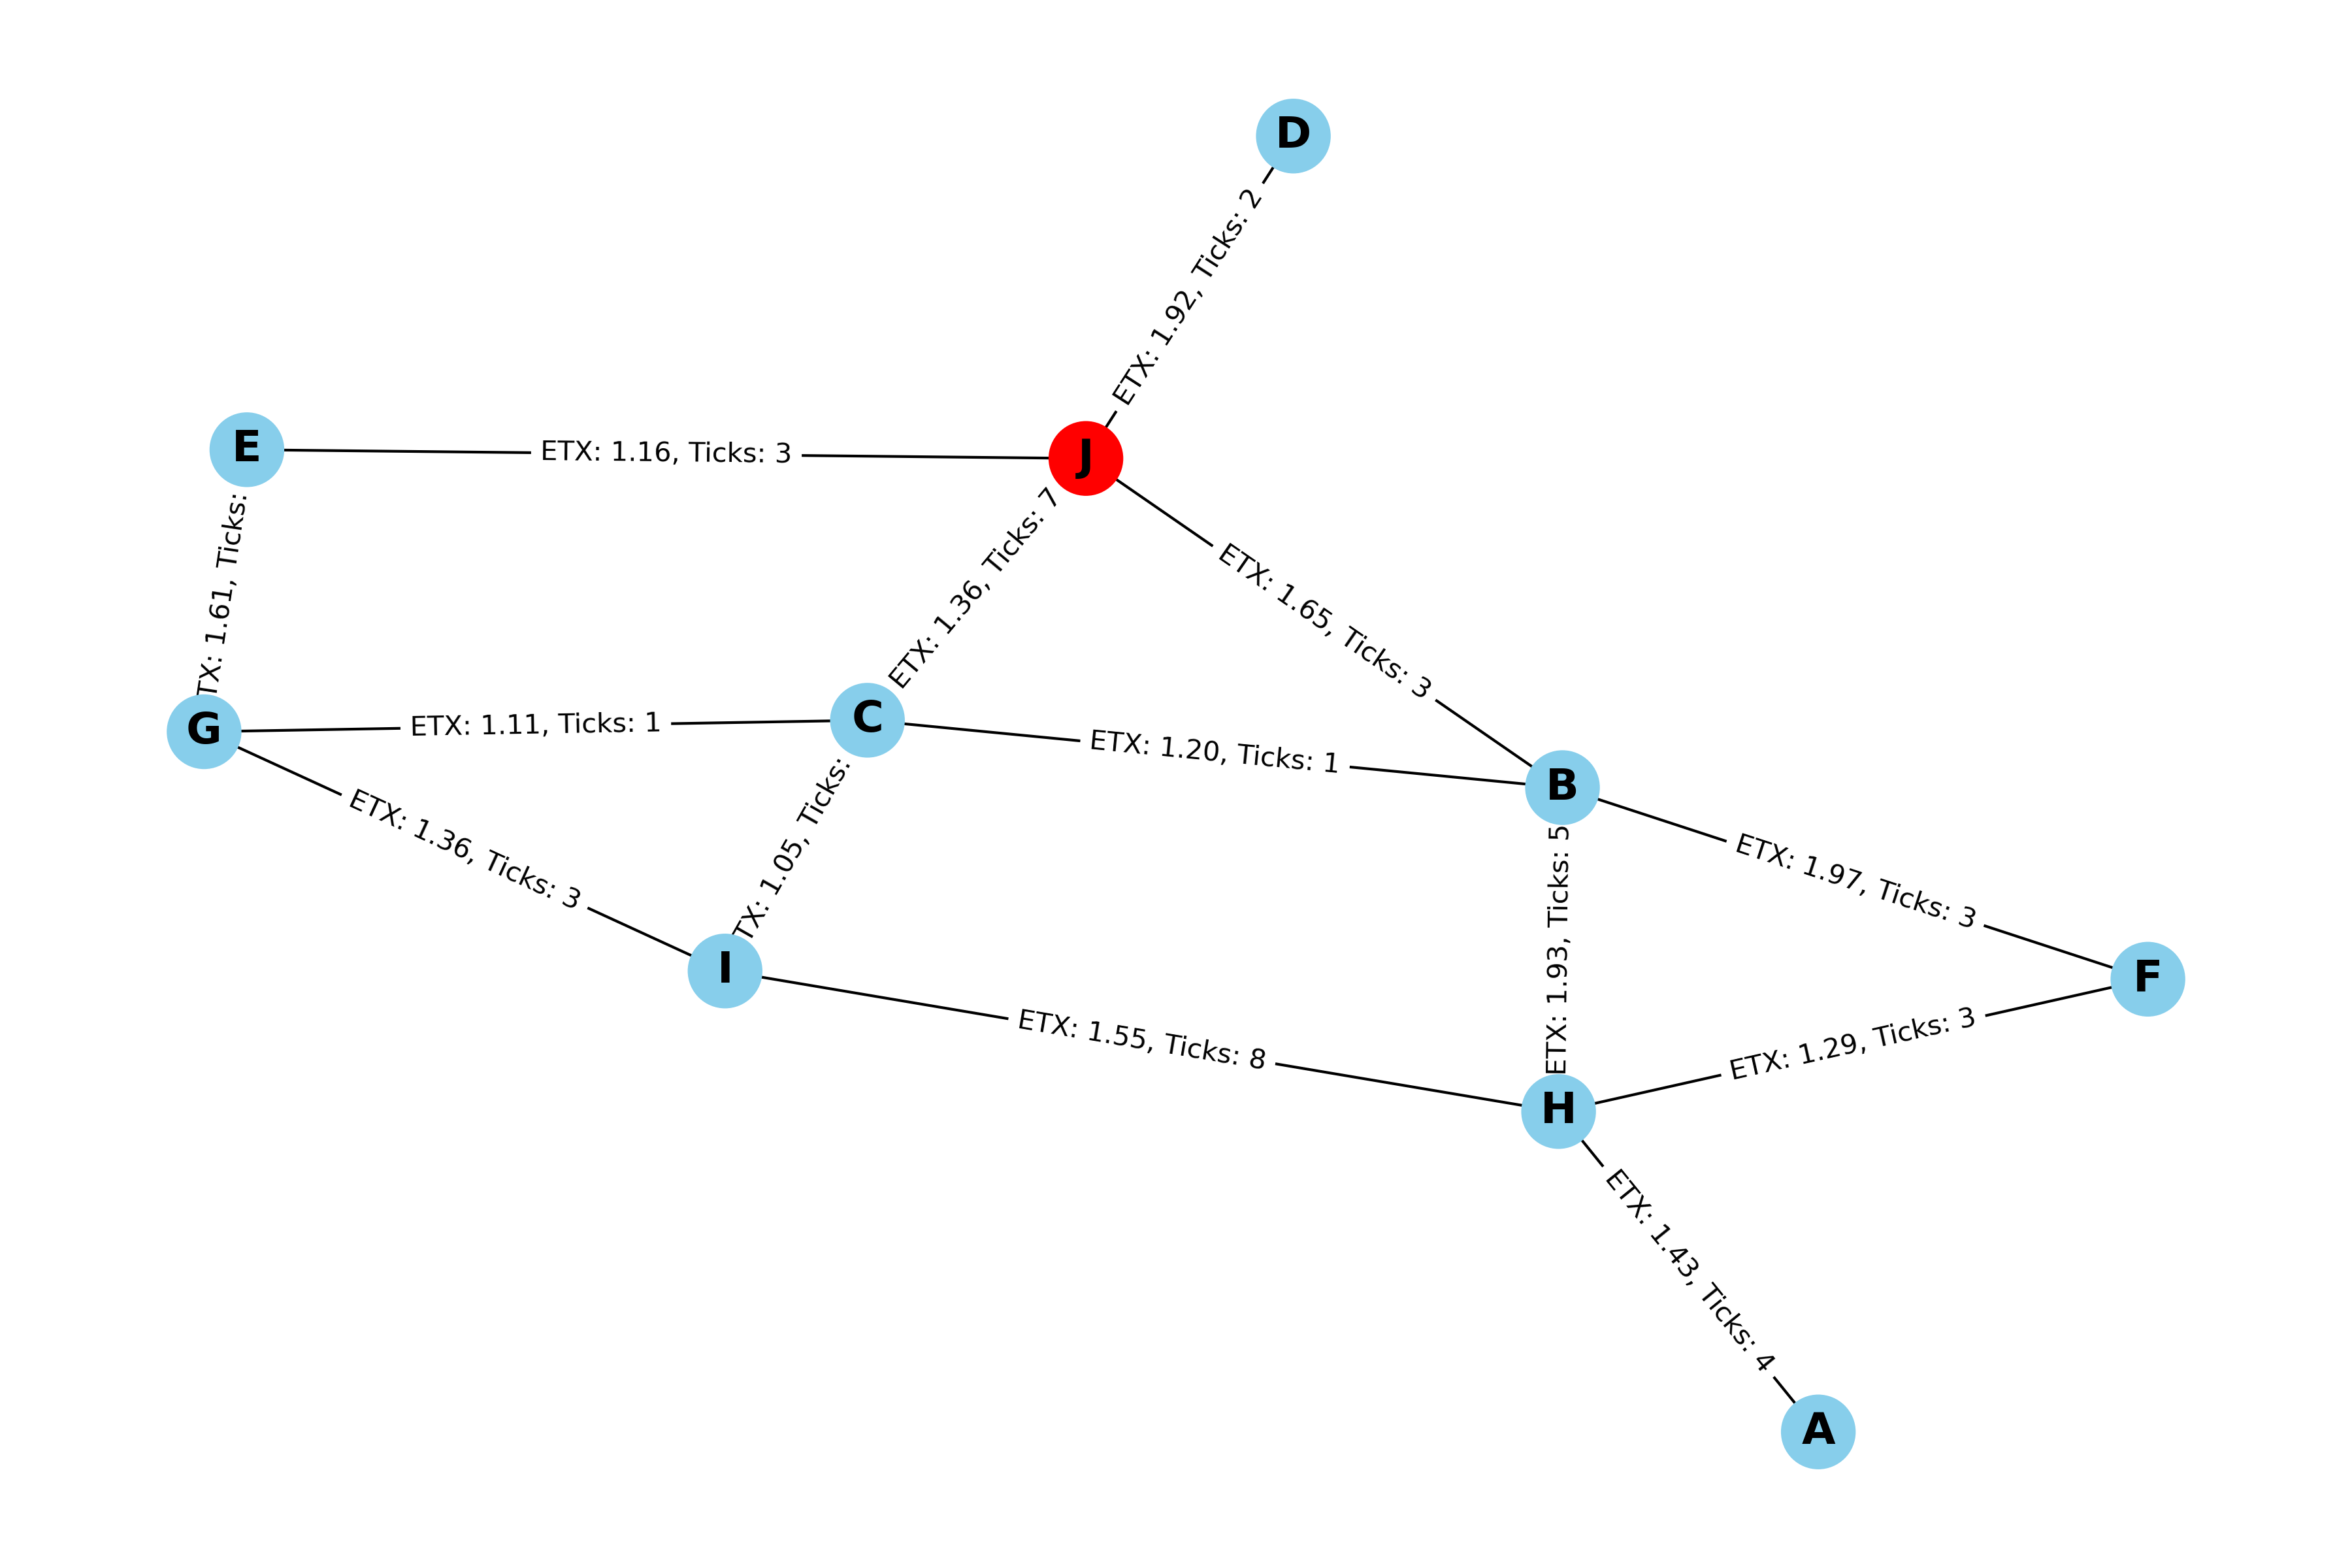 D
ETX: 1.92, Ticks: 2
E
ETX: 1.16, Ticks: 3
J
TX: 1.61, Ticks:
ETX: 1.36, Ticks: 7
ETX: 1.65, Ticks: 3
G
ETX: 1.11, Ticks: 1
C
ETX: 1.20, Ticks: 1
B
ETX: 1.36, Ticks: 3
TX: 1.05, Ticks:
ETX: 1.93, Ticks: 5
ETX: 1.97, Ticks: 3
I
F
ETX: 1.55, Ticks: 8
ETX: 1.29, Ticks: 3
H
ETX: 1.43, Ticks: 4
A